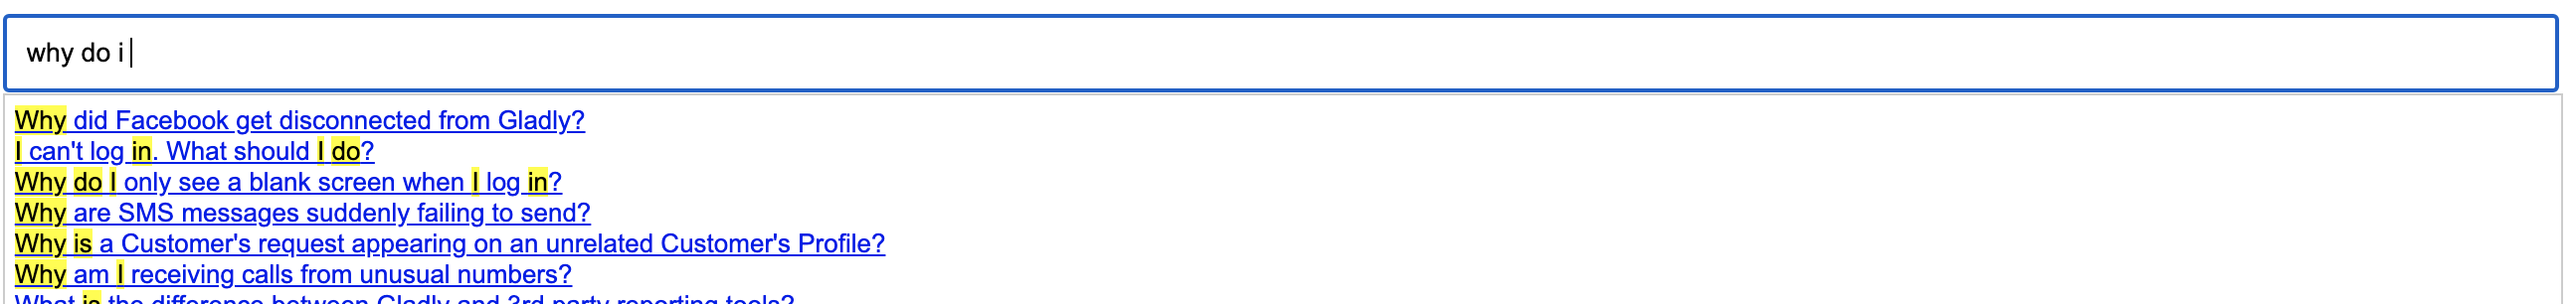 why do i
Why did Facebook get disconnected from Gladly?
I can't log in. What should I do?
Why do I only see a blank screen when I log in?
Why are SMS messages suddenly failing to send?
Why is a Customer's request appearing on an unrelated Customer's Profile?
Why am I receiving calls from unusual numbers?
What is the difference between Gladly and 3rd party reporting tools?